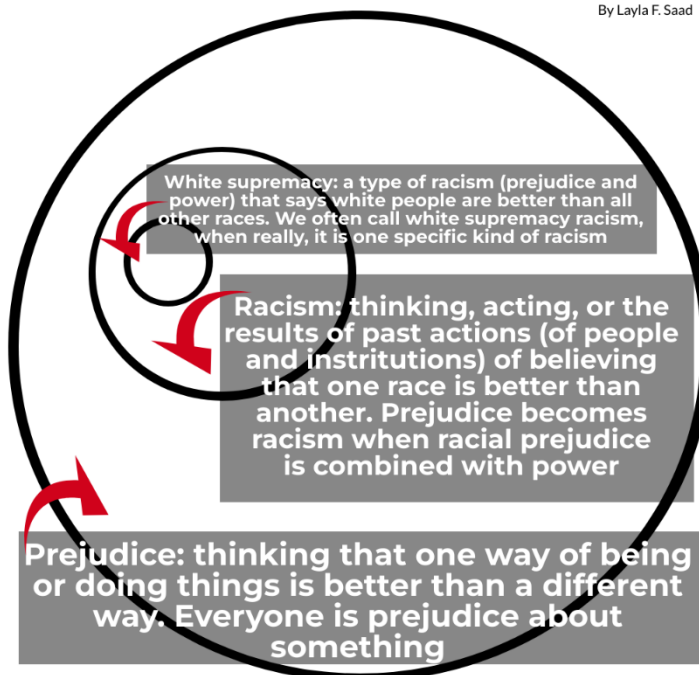 By Layla F. Saad
White supremacy: a type of racism (prejudice and
power) that says white people are better than all
other races. We often call white supremacy racism,
when really, it is one specific kind of racism
Racism: thinking, acting, or the
results of past actions (of people
and instritutions) of believing
that one race is better than
another. Prejudice becomes
racism when racial prejudice
is combined with power
Prejudice: thinking that one way of being
or doing things is better than a different
way. Everyone is prejudice about
something